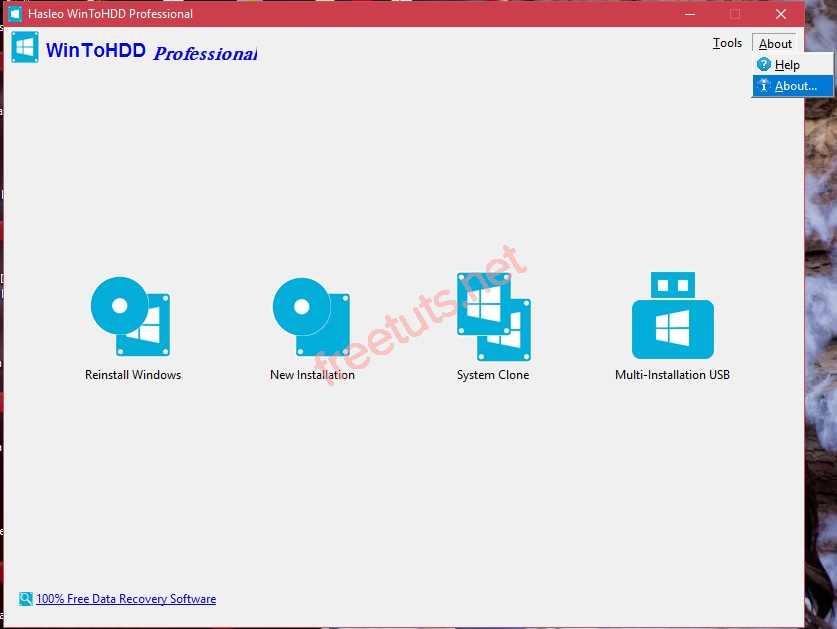 Hasleo WinToHDD Professional
WinToHDD Professional
Tools About
Help
About...
freetuts.net
Reinstall Windows
New Installation
System Clone
Multi-Installation USB
100% Free Data Recovery Software